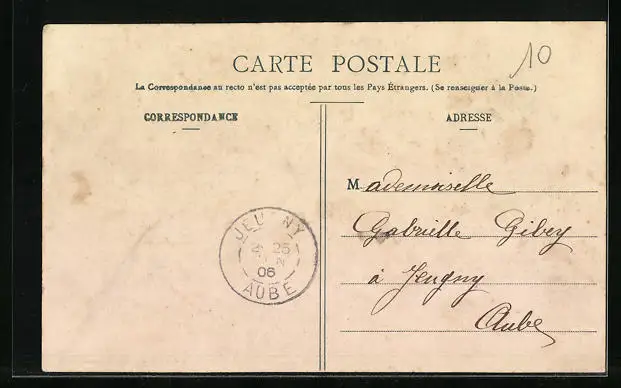 10
CARTE POSTALE
La Correspondance au recto n'est pas acceptée par tous les Pays Étrangers. (Se renseigner à la Poste.)
CORRESPONDANCE
ADRESSE
Mademoiselle
Gabrielle Gibey
à Jeugny
Aube
JEUGNY
25
06
AUBE